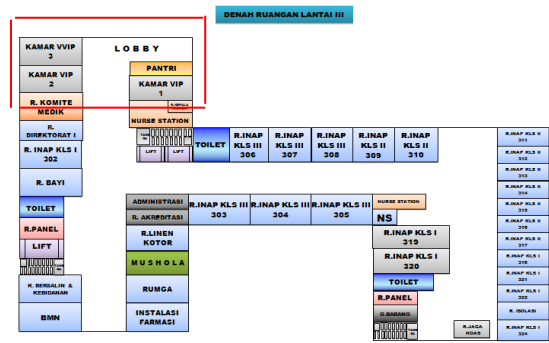 DENAH RUANGAN LANTAI III
KAMAR VVIP
3
LOBBY
KAMAR VIP
2
PANTRI
KAMAR VIP
1
R. KOMITE
MEDIK
NURSE STATION
R.
DIREKTORAT I
LIFT
LIFT
TOILET
R.INAP
KLS III
306
R.INAP
KLS III
307
R.INAP
KLS III
308
R.INAP
KLS II
309
R.INAP
KLS II
310
R. INAP KLS I
302
R. BAYI
TOILET
R.PANEL
LIFT
K. BERSALIN &
KEBIDANAN
BMN
ADMINISTRASI
R. AKREDITASI
R.LINEN
KOTOR
MUSHOLA
RUMGA
INSTALASI
FARMASI
R.INAP KLS III
303
R.INAP KLS III
304
R.INAP KLS III
305
NURSE STATION
NS
R.INAP KLS I
319
R.INAP KLS I
320
TOILET
R.PANEL
G.BARANG
R.JAGA
KOAS
R.INAP KLS II
311
R.INAP KLS II
312
R.INAP KLS II
313
R.INAP KLS II
314
R.INAP KLS II
315
R.INAP KLS II
316
R.INAP KLS II
317
R.INAP KLS I
318
R.INAP KLS I
321
R.INAP KLS I
322
R. ISOLASI
R.INAP KLS I
324